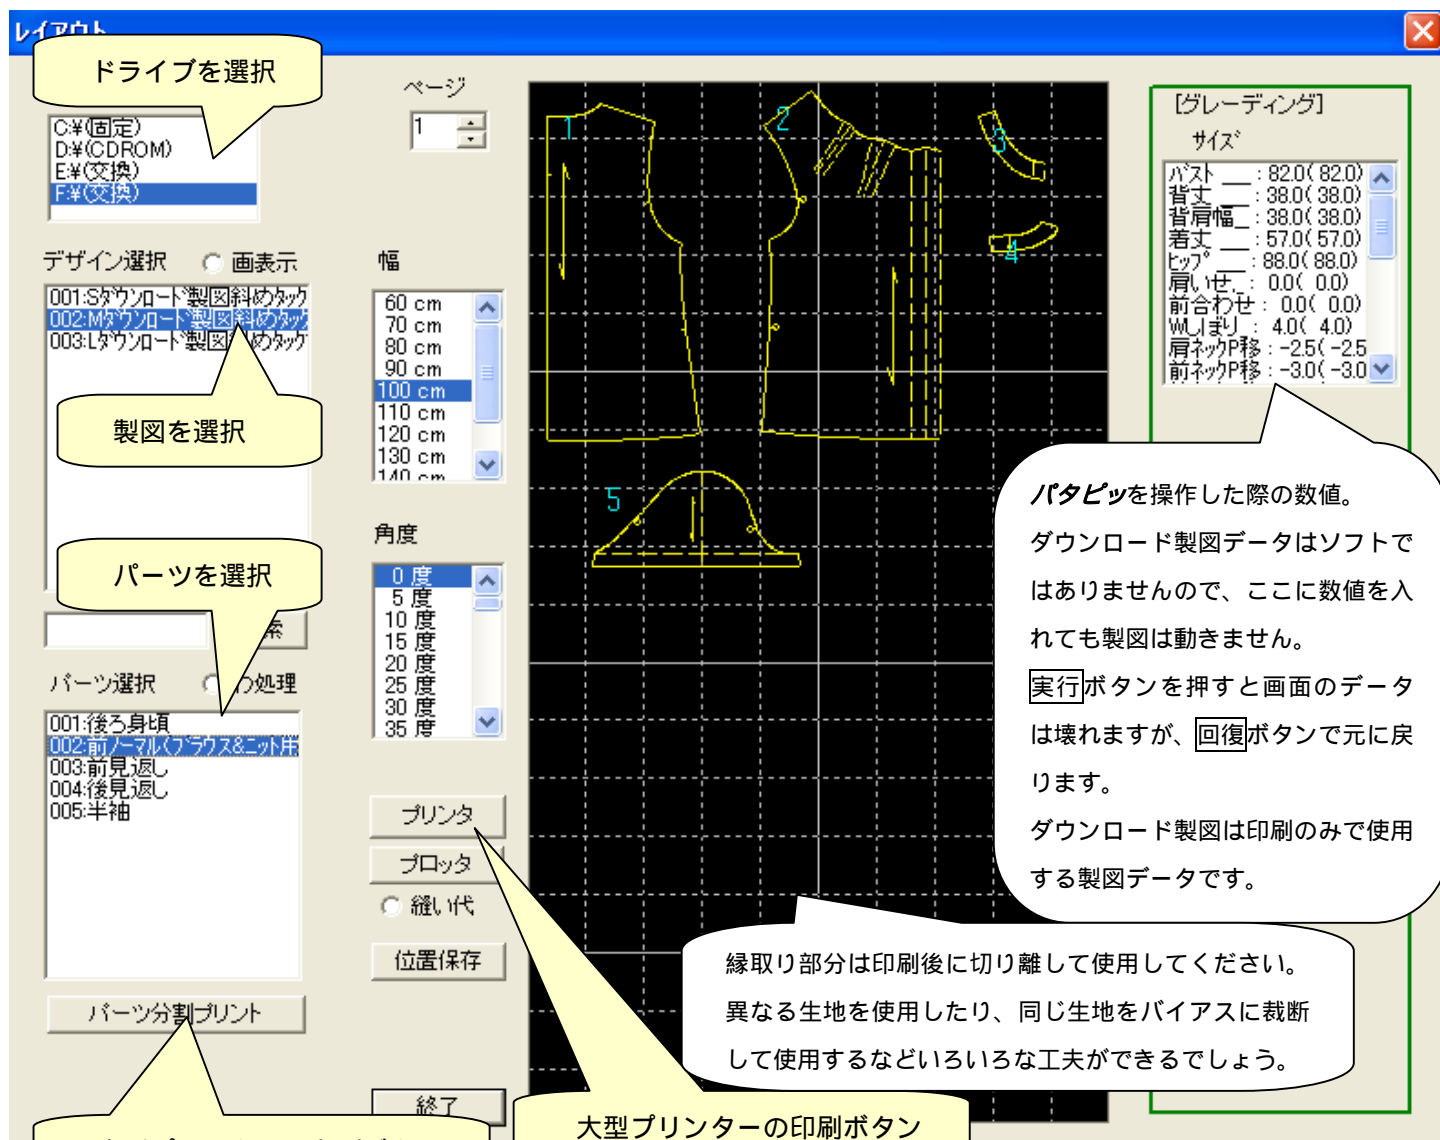 レイアウト
ドライブを選択
C:¥(固定)
D:¥(CDROM)
E:¥(交換)
F:¥(交換)
デザイン選択
画表示
001:Sダウンロード製図斜めタック
002:Mダウンロード製図斜めタック
003:Lダウンロード製図斜めタック
製図を選択
パーツを選択
索
パーツ選択
わ処理
001:後ろ身頃
002:前ノーマル(ブラウス&ニット用
003:前見返し
004:後見返し
005:半袖
パーツ分割プリント
ページ
1
幅
60 cm
70 cm
80 cm
90 cm
100 cm
110 cm
120 cm
130 cm
140 cm
角度
0 度
5 度
10 度
15 度
20 度
25 度
30 度
35 度
プリンタ
プロッタ
縫い代
位置保存
終了
1
2
3
4
5
[グレーディング]
サイズ
バスト__:82.0( 82.0)
背丈__:38.0( 38.0)
背肩幅_:38.0( 38.0)
着丈__:57.0( 57.0)
ヒップ__:88.0( 88.0)
肩いせ_: 0.0( 0.0)
前合わせ: 0.0( 0.0)
Wしぼり: 4.0( 4.0)
肩ネックP移:-2.5( -2.5
前ネックP移:-3.0( -3.0
パタピッを操作した際の数値。
ダウンロード製図データはソフトで
はありませんので、ここに数値を入
れても製図は動きません。
実行ボタンを押すと画面のデータ
は壊れますが、回復ボタンで元に戻
ります。
ダウンロード製図は印刷のみで使用
する製図データです。
縁取り部分は印刷後に切り離して使用してください。
異なる生地を使用したり、同じ生地をバイアスに裁断
して使用するなどいろいろな工夫ができるでしょう。
大型プリンターの印刷ボタン